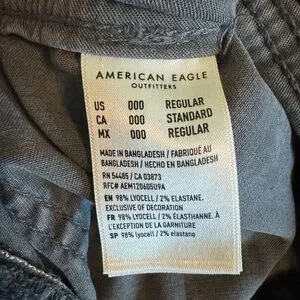 AMERICAN EAGLE
OUTFITTERS
US 000 REGULAR
CA 000 STANDARD
MX 000 REGULAR
MADE IN BANGLADESH / FABRIQUÉ AU
BANGLADESH / HECHO EN BANGLADESH
RN 54485 / CA 03873
RFC# AEM120605U9A
EN 98% LYOCELL / 2% ELASTANE.
EXCLUSIVE OF DECORATION
FR 98% LYOCELL / 2% ÉLASTHANNE. À
L'EXCEPTION DE LA GARNITURE
SP 98% lyocell / 2% elastano